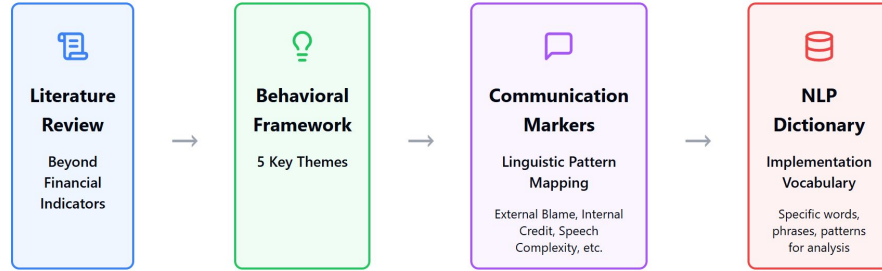 Literature
Review
Beyond
Financial
Indicators
Behavioral
Framework
5 Key Themes
Communication
Markers
Linguistic Pattern
Mapping
External Blame, Internal
Credit, Speech
Complexity, etc.
NLP
Dictionary
Implementation
Vocabulary
Specific words,
phrases, patterns
for analysis